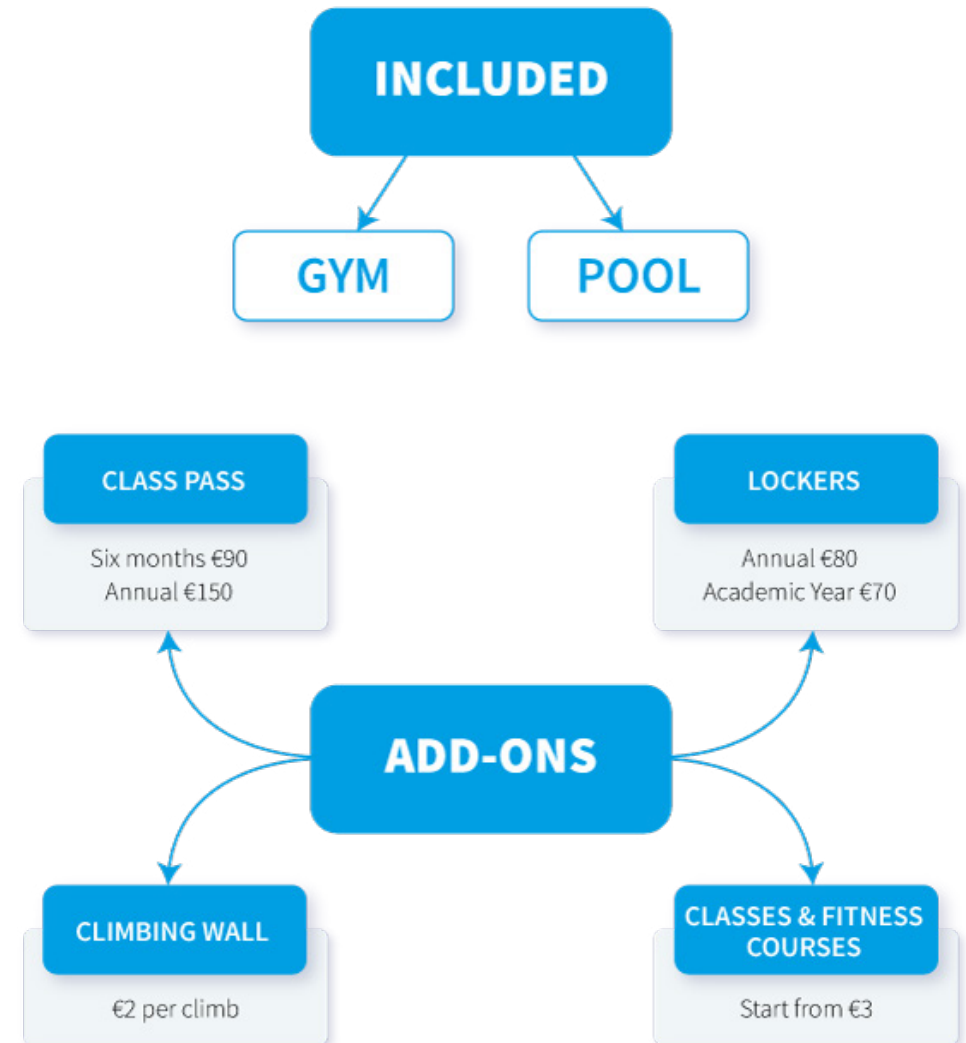 INCLUDED
GYM
POOL
CLASS PASS
Six months €90
Annual €150
LOCKERS
Annual €80
Academic Year €70
ADD-ONS
CLIMBING WALL
€2 per climb
CLASSES & FITNESS
COURSES
Start from €3